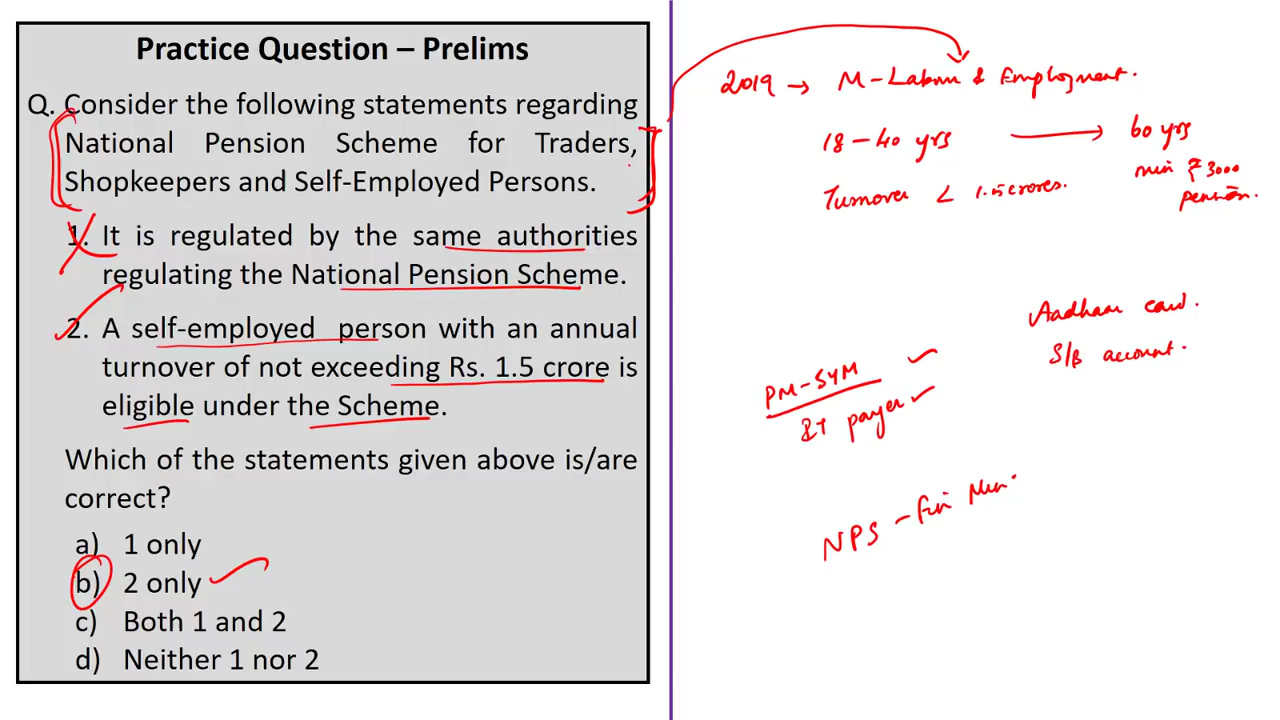 Practice Question – Prelims
Q. Consider the following statements regarding
National Pension Scheme for Traders,
Shopkeepers and Self-Employed Persons.
1. It is regulated by the same authorities
regulating the National Pension Scheme.
2. A self-employed person with an annual
turnover of not exceeding Rs. 1.5 crore is
eligible under the Scheme.
Which of the statements given above is/are
correct?
a) 1 only
b) 2 only
c) Both 1 and 2
d) Neither 1 nor 2
2019 → M-Labour & Employment.
18-40 yrs → 60 yrs
min ₹3000
pension.
Turnover < 1.5 crores.
Aadhaar card.
S/B account.
PM-SYM ✓
payer ✓
NPS - Fin Min.